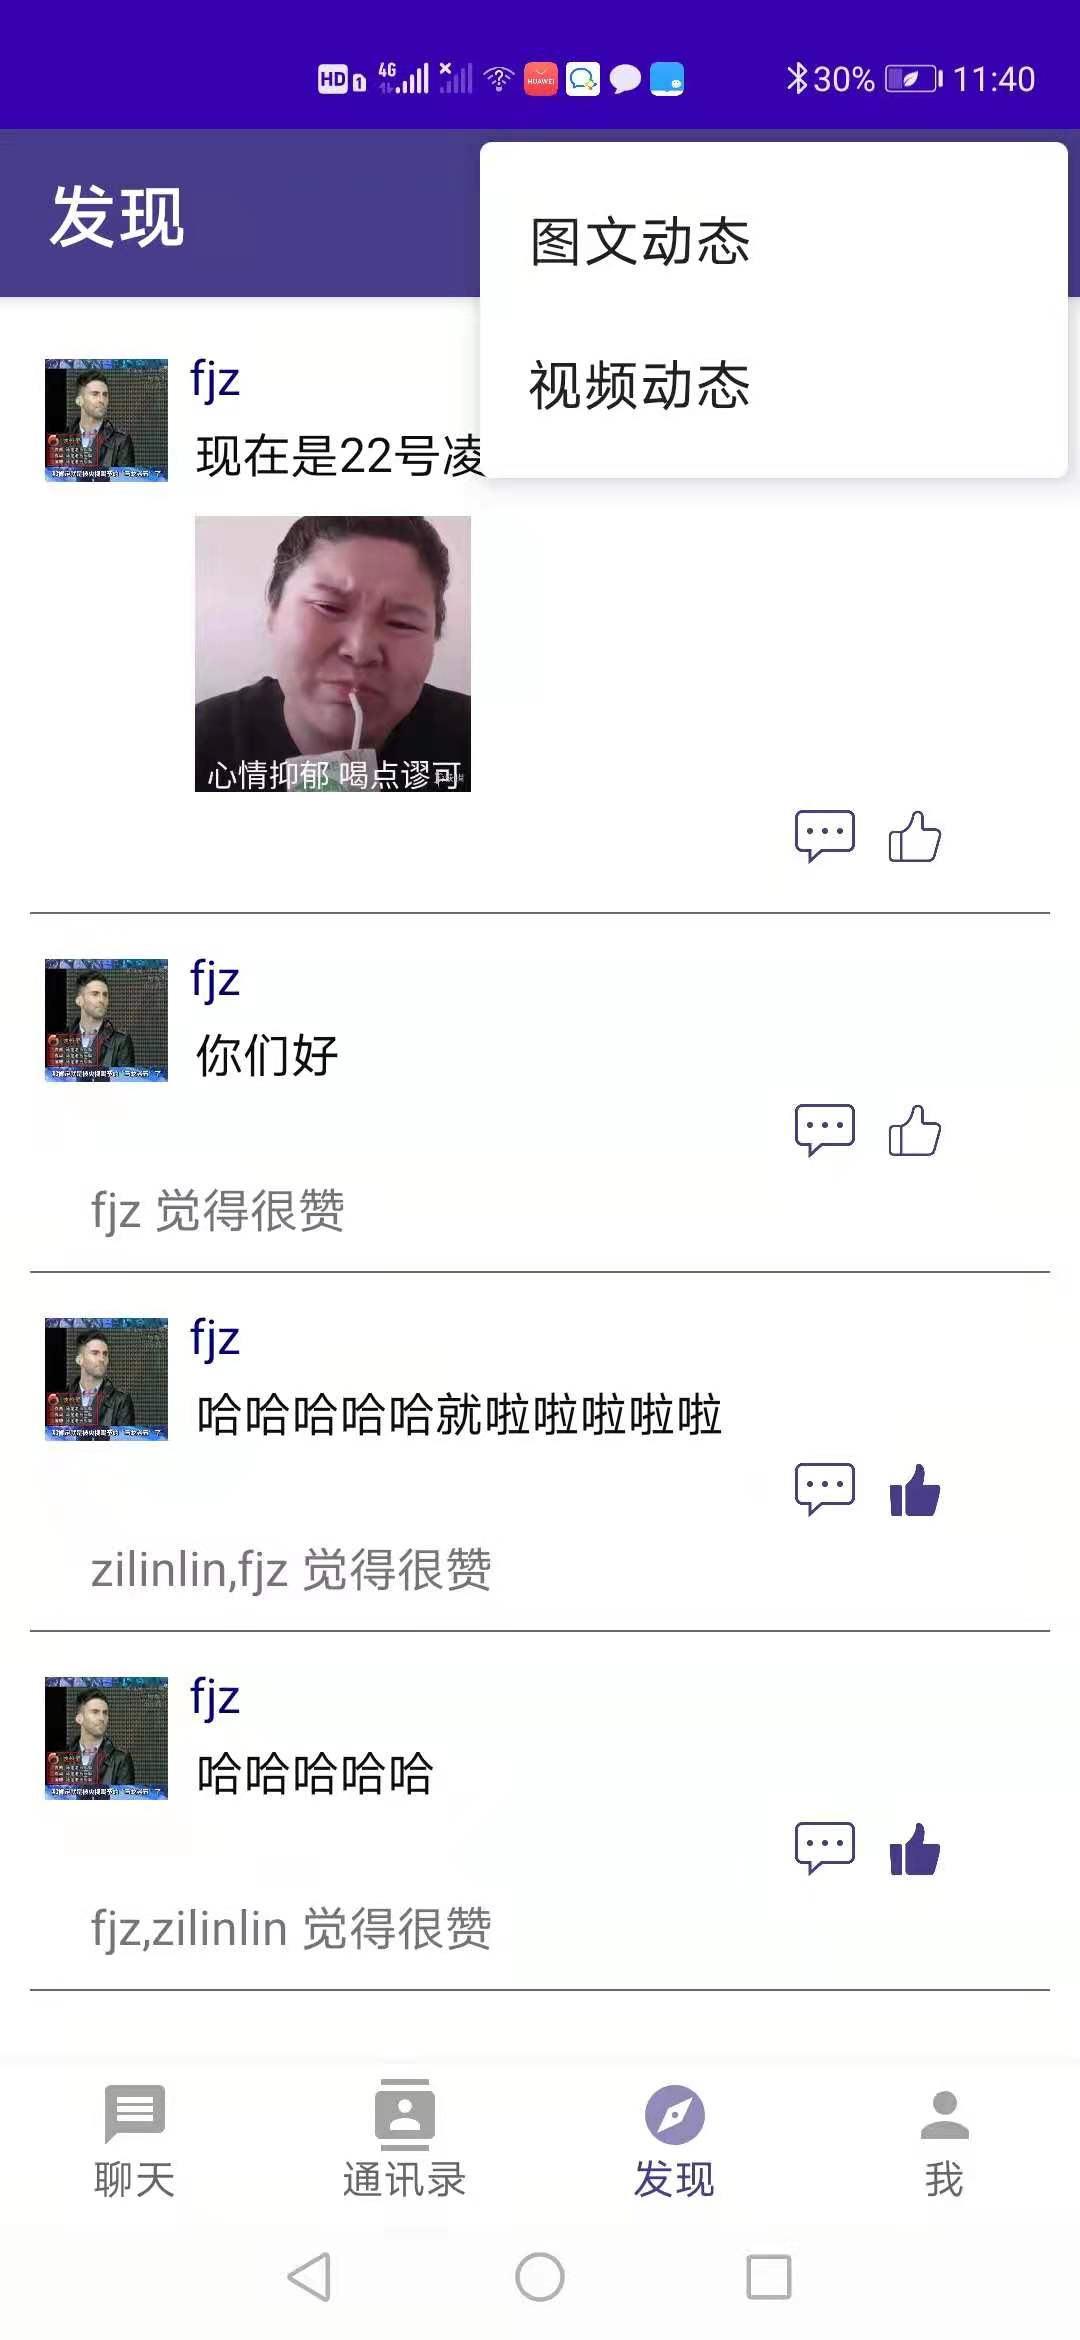 HD 1 4G HUAWEI 30% 11:40
发现
图文动态
视频动态
fjz
现在是22号凌
心情抑郁 喝点谬可
fjz
你们好
fjz 觉得很赞
fjz
哈哈哈哈哈就啦啦啦啦啦
zilinlin,fjz 觉得很赞
fjz
哈哈哈哈哈
fjz,zilinlin 觉得很赞
聊天
通讯录
发现
我